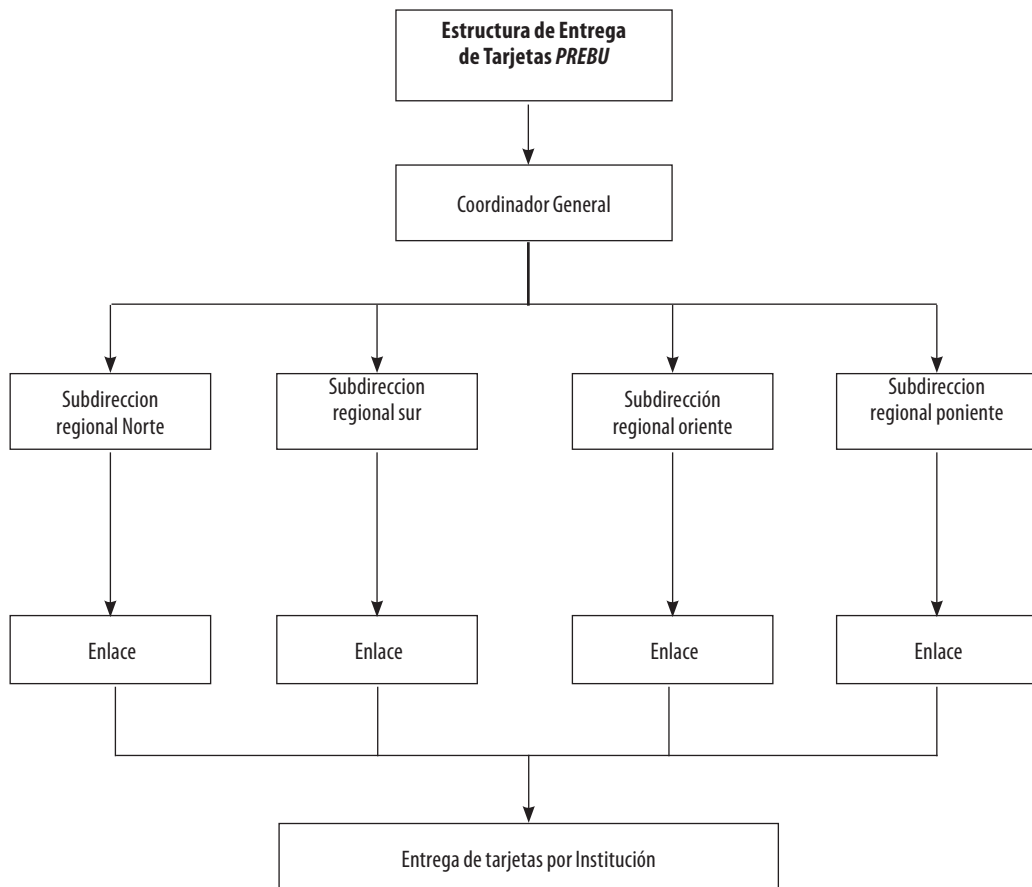 Estructura de Entrega
de Tarjetas PREBU
Coordinador General
Subdireccion
regional Norte
Subdireccion
regional sur
Subdirección
regional oriente
Subdireccion
regional poniente
Enlace
Enlace
Enlace
Enlace
Entrega de tarjetas por Institución